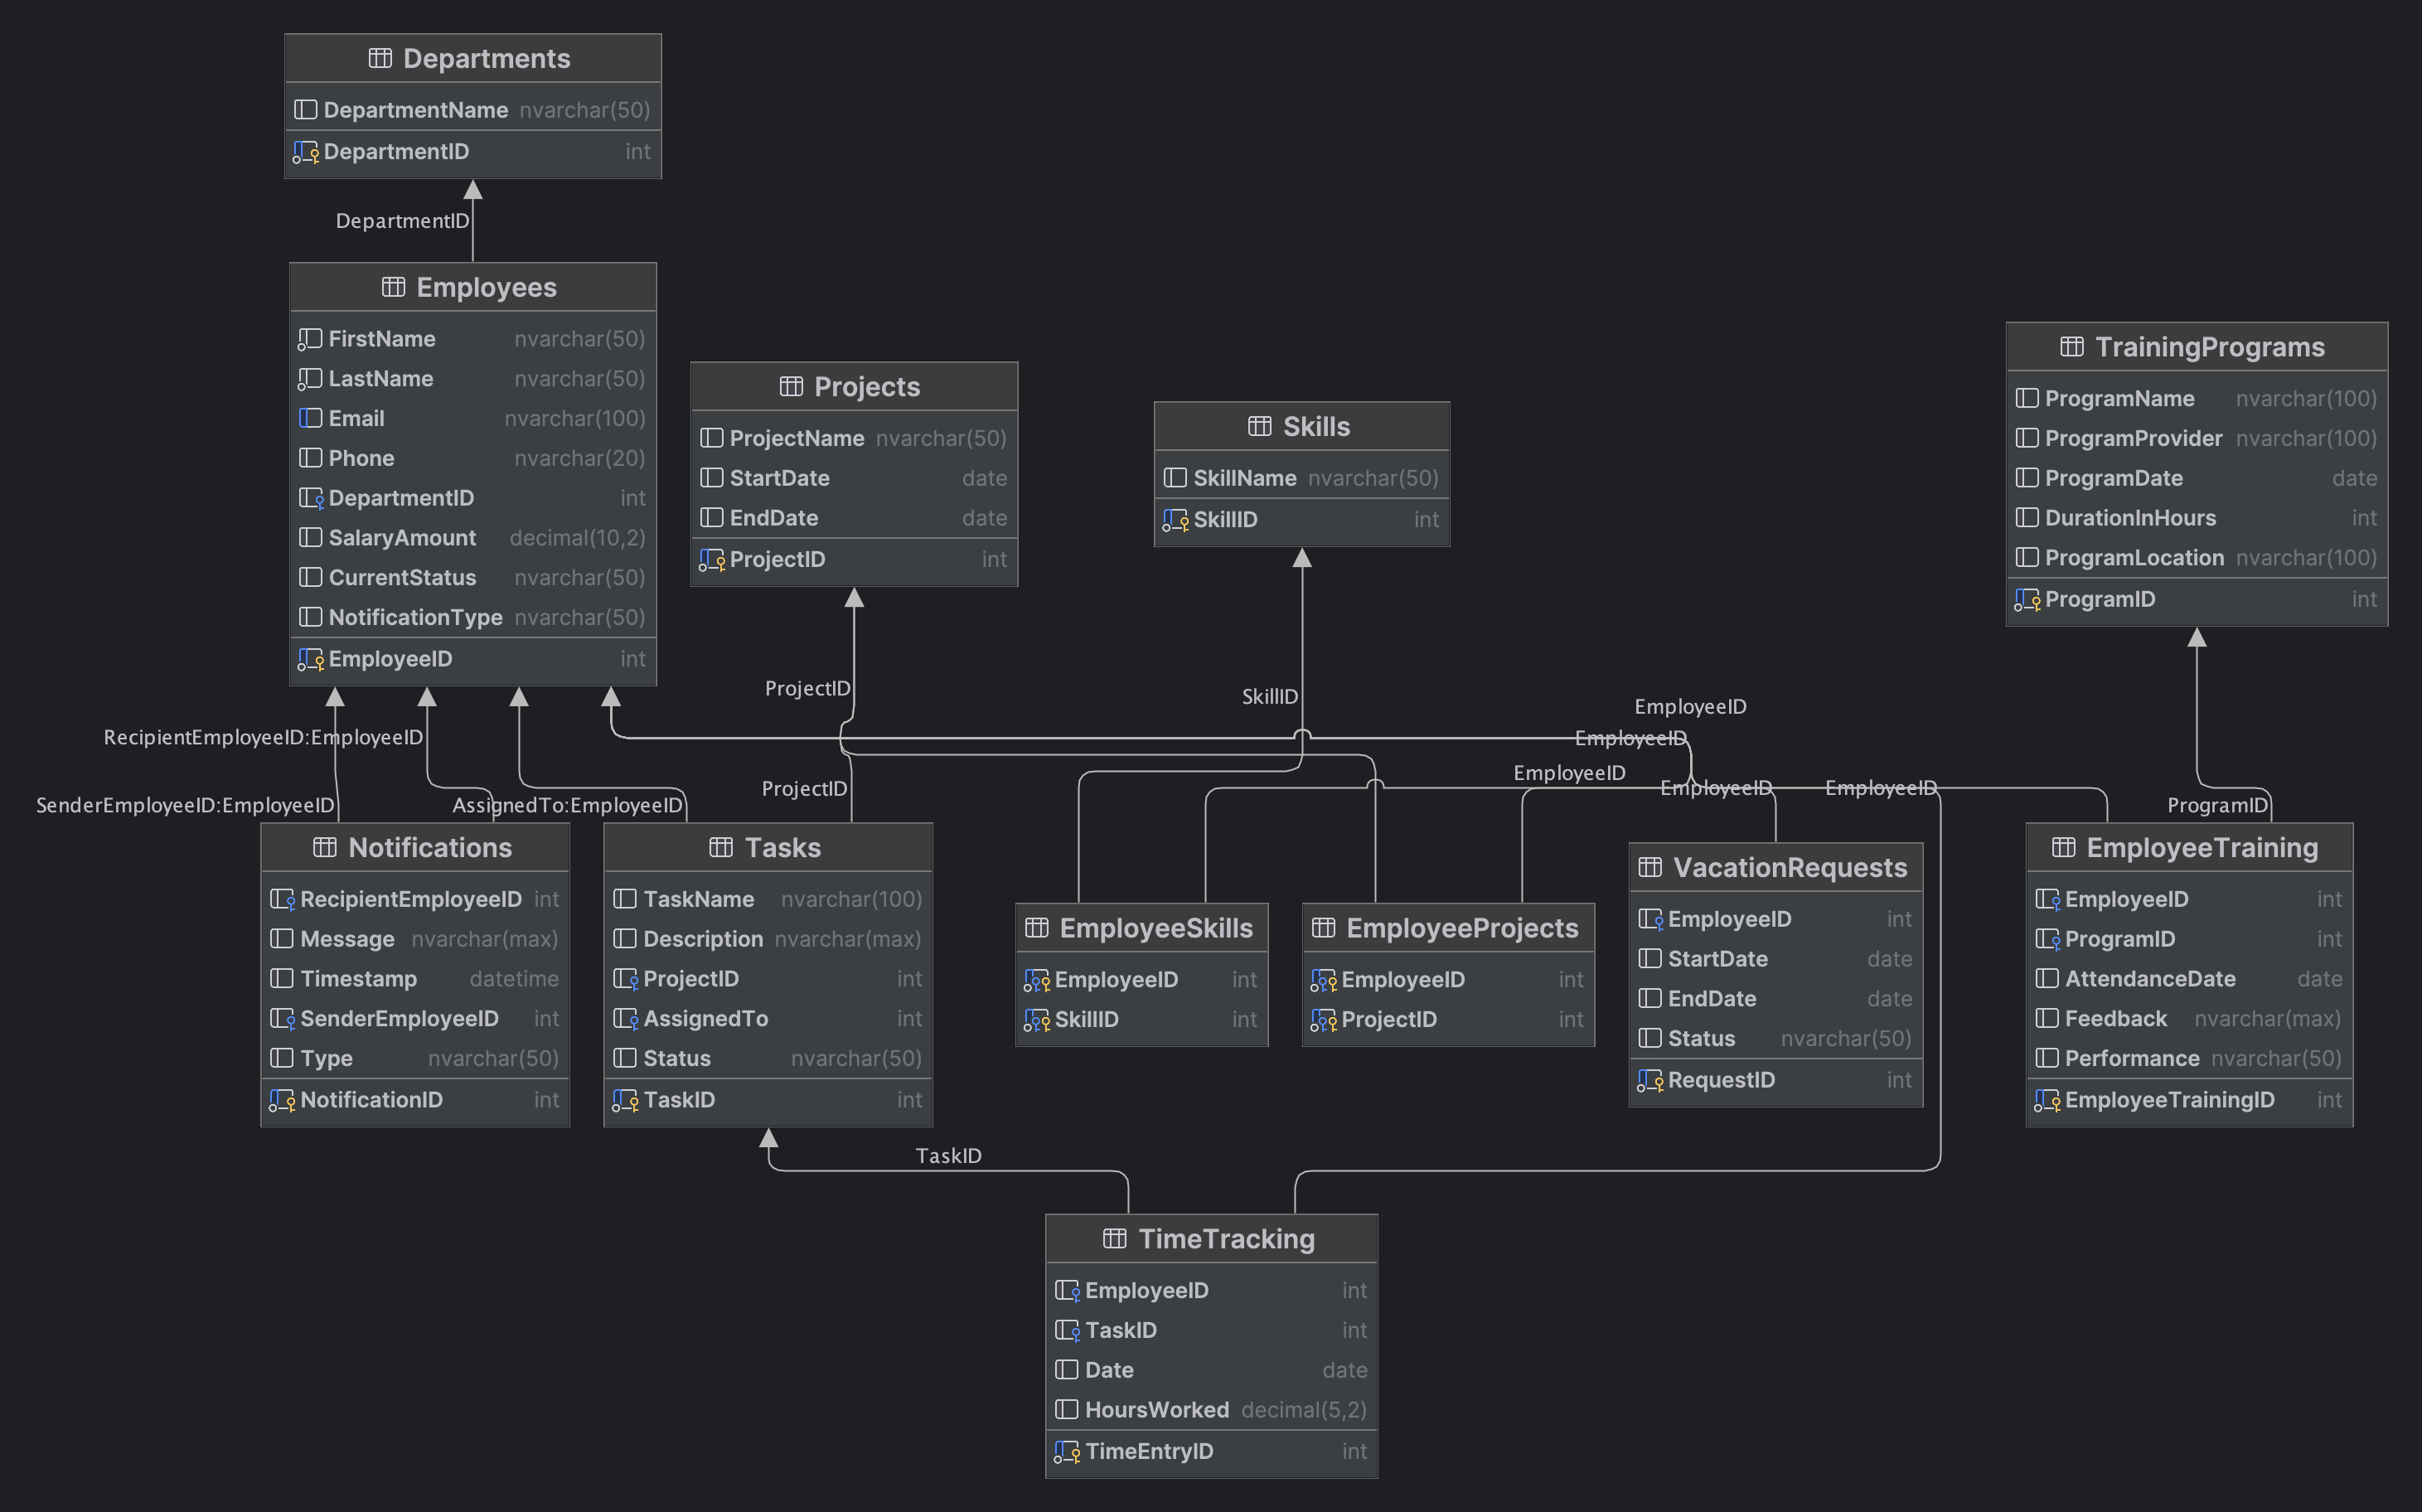 Departments
DepartmentName nvarchar(50)
DepartmentID int
DepartmentID
Employees
FirstName nvarchar(50)
LastName nvarchar(50)
Email nvarchar(100)
Phone nvarchar(20)
DepartmentID int
SalaryAmount decimal(10,2)
CurrentStatus nvarchar(50)
NotificationType nvarchar(50)
EmployeeID int
Projects
ProjectName nvarchar(50)
StartDate date
EndDate date
ProjectID int
Skills
SkillName nvarchar(50)
SkillID int
TrainingPrograms
ProgramName nvarchar(100)
ProgramProvider nvarchar(100)
ProgramDate date
DurationInHours int
ProgramLocation nvarchar(100)
ProgramID int
ProjectID
SkillID
EmployeeID
RecipientEmployeeID:EmployeeID
EmployeeID
EmployeeID
ProjectID
EmployeeID
EmployeeID
SenderEmployeeID:EmployeeID
AssignedTo:EmployeeID
ProgramID
Notifications
RecipientEmployeeID int
Message nvarchar(max)
Timestamp datetime
SenderEmployeeID int
Type nvarchar(50)
NotificationID int
Tasks
TaskName nvarchar(100)
Description nvarchar(max)
ProjectID int
AssignedTo int
Status nvarchar(50)
TaskID int
EmployeeSkills
EmployeeID int
SkillID int
EmployeeProjects
EmployeeID int
ProjectID int
VacationRequests
EmployeeID int
StartDate date
EndDate date
Status nvarchar(50)
RequestID int
EmployeeTraining
EmployeeID int
ProgramID int
AttendanceDate date
Feedback nvarchar(max)
Performance nvarchar(50)
EmployeeTrainingID int
TaskID
TimeTracking
EmployeeID int
TaskID int
Date date
HoursWorked decimal(5,2)
TimeEntryID int